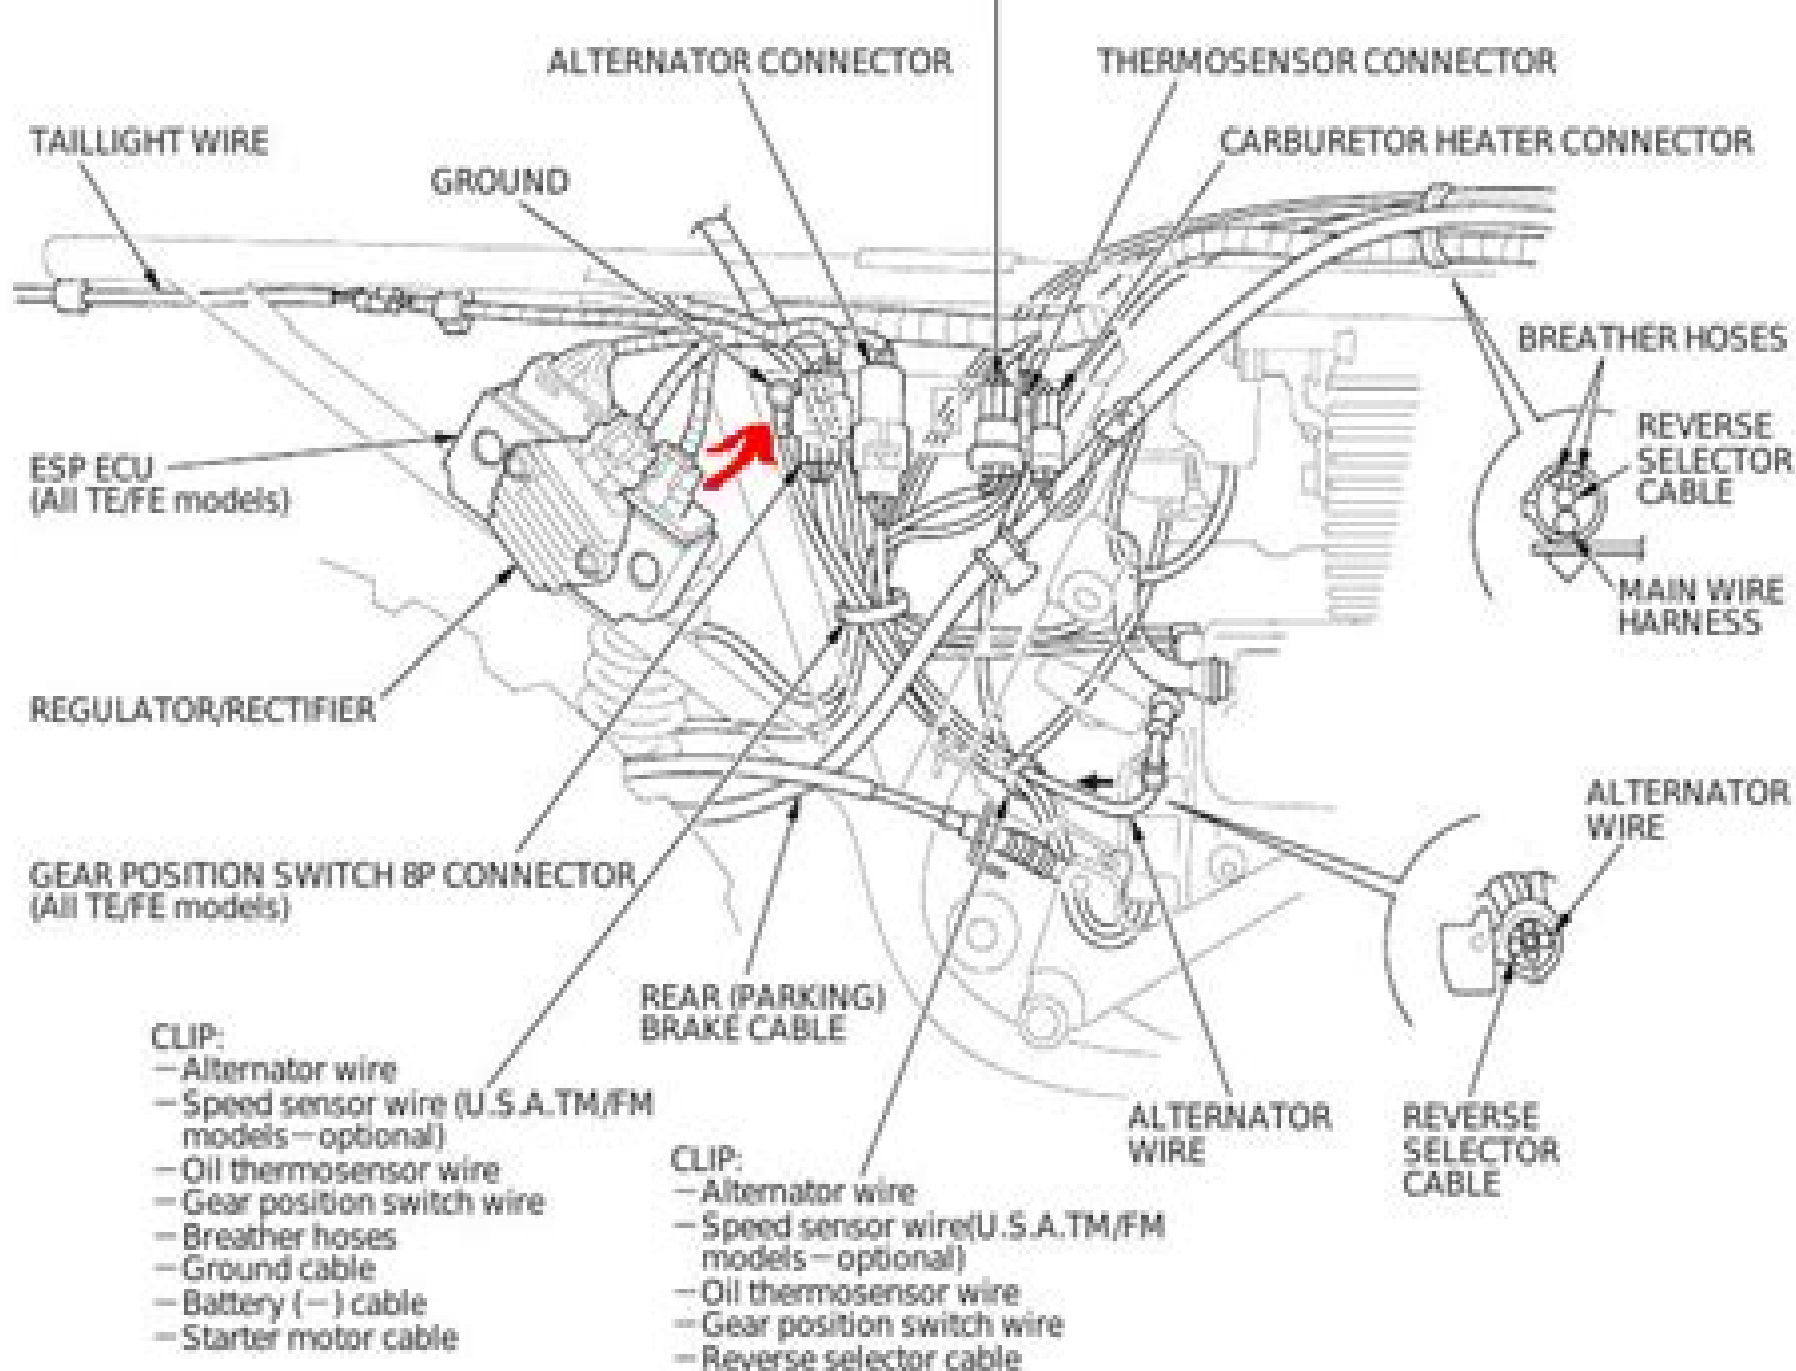 ALTERNATOR CONNECTOR
THERMOSENSOR CONNECTOR
TAILLIGHT WIRE
CARBURETOR HEATER CONNECTOR
GROUND
BREATHER HOSES
REVERSE
SELECTOR
CABLE
ESP ECU
(All TE/FE models)
MAIN WIRE
HARNESS
REGULATOR/RECTIFIER
ALTERNATOR
WIRE
GEAR POSITION SWITCH 8P CONNECTOR
(All TE/FE models)
REAR (PARKING)
BRAKE CABLE
CLIP:
—Alternator wire
—Speed sensor wire (U.S.A.TM/FM
models—optional)
—Oil thermosensor wire
—Gear position switch wire
—Breather hoses
—Ground cable
—Battery (—) cable
—Starter motor cable
CLIP:
—Alternator wire
—Speed sensor wire(U.S.A.TM/FM
models—optional)
—Oil thermosensor wire
—Gear position switch wire
—Reverse selector cable
ALTERNATOR
WIRE
REVERSE
SELECTOR
CABLE